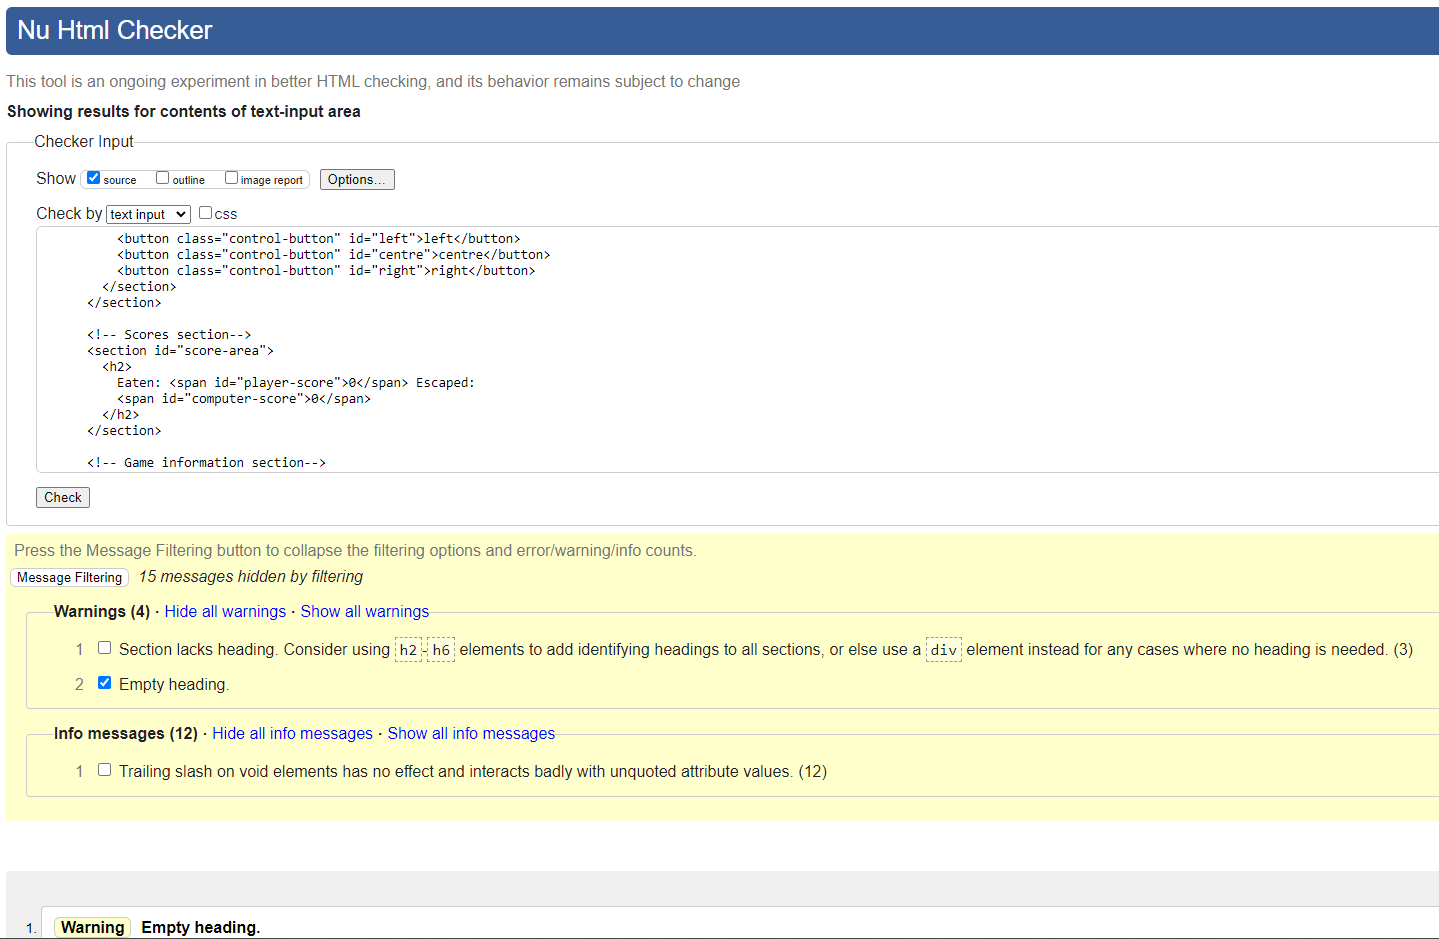 Nu Html Checker
This tool is an ongoing experiment in better HTML checking, and its behavior remains subject to change
Showing results for contents of text-input area
Checker Input
Show source outline image report Options...
Check by text input css
<button class="control-button" id="left">left</button>
<button class="control-button" id="centre">centre</button>
<button class="control-button" id="right">right</button>
</section>
</section>
<!-- Scores section-->
<section id="score-area">
<h2>
Eaten: <span id="player-score">0</span> Escaped:
<span id="computer-score">0</span>
</h2>
</section>
<!-- Game information section-->
Check
Press the Message Filtering button to collapse the filtering options and error/warning/info counts.
Message Filtering 15 messages hidden by filtering
Warnings (4) · Hide all warnings · Show all warnings
1 Section lacks heading. Consider using h2-h6 elements to add identifying headings to all sections, or else use a div element instead for any cases where no heading is needed. (3)
2 Empty heading.
Info messages (12) · Hide all info messages · Show all info messages
1 Trailing slash on void elements has no effect and interacts badly with unquoted attribute values. (12)
1. Warning Empty heading.